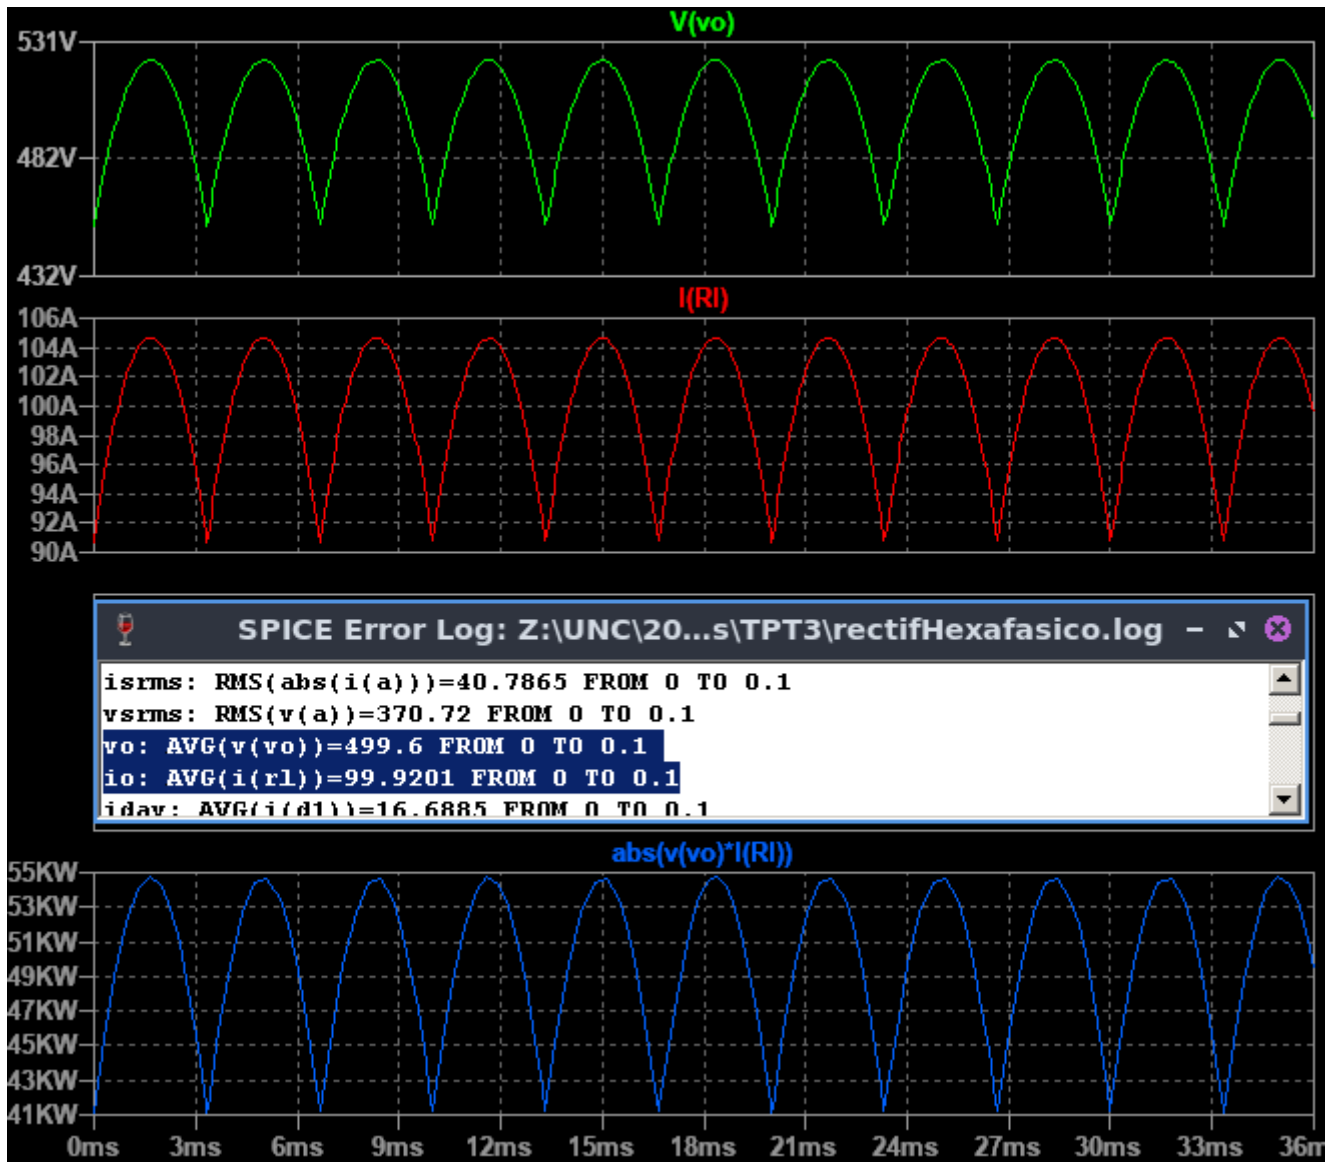 V(vo)
531V
482V
432V
I(Rl)
106A
104A
102A
100A
98A
96A
94A
92A
90A
SPICE Error Log: Z:\UNC\20...s\TPT3\rectifHexafasico.log
isrms: RMS(abs(i(a)))=40.7865 FROM 0 TO 0.1
vsrms: RMS(v(a))=370.72 FROM 0 TO 0.1
vo: AVG(v(vo))=499.6 FROM 0 TO 0.1
io: AVG(i(rl))=99.9201 FROM 0 TO 0.1
idav: AVG(i(d1))=16.6885 FROM 0 TO 0.1
abs(v(vo)*I(Rl))
55KW
53KW
51KW
49KW
47KW
45KW
43KW
41KW
0ms 3ms 6ms 9ms 12ms 15ms 18ms 21ms 24ms 27ms 30ms 33ms 36m